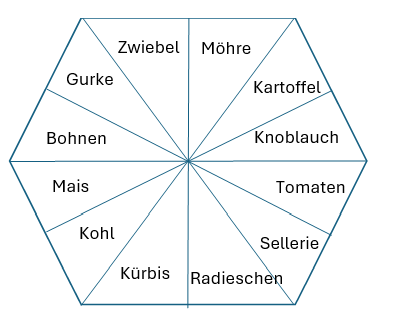 Zwiebel
Möhre
Gurke
Kartoffel
Bohnen
Knoblauch
Mais
Tomaten
Kohl
Sellerie
Kürbis
Radieschen